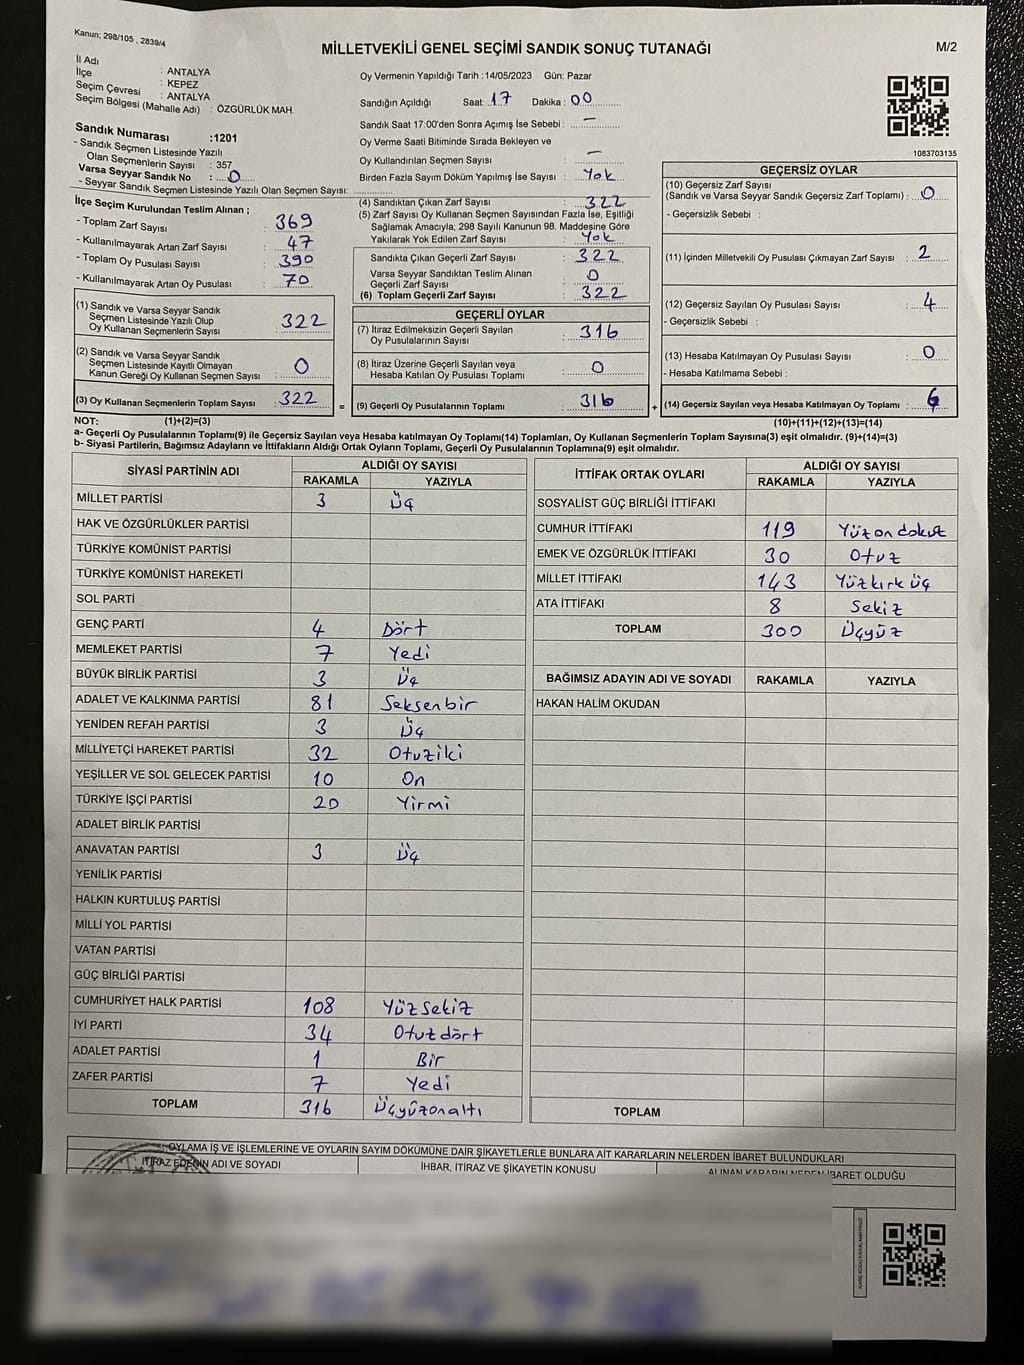 Kanun; 298/105 , 2839/4
MİLLETVEKİLİ GENEL SEÇİMİ SANDIK SONUÇ TUTANAĞI
M/2
İl Adı : ANTALYA
İlçe : KEPEZ
Seçim Çevresi : ANTALYA
Seçim Bölgesi (Mahalle Adı) : ÖZGÜRLÜK MAH.
Sandık Numarası :1201
- Sandık Seçmen Listesinde Yazılı
Olan Seçmenlerin Sayısı : 357
Varsa Seyyar Sandık No : 0
- Seyyar Sandık Seçmen Listesinde Yazılı Olan Seçmen Sayısı:
Oy Vermenin Yapıldığı Tarih :14/05/2023 Gün: Pazar
Sandığın Açıldığı Saat: 17 Dakika : 00
Sandık Saat 17:00'den Sonra Açımış İse Sebebi : –
Oy Verme Saati Bitiminde Sırada Bekleyen ve
Oy Kullandırılan Seçmen Sayısı : –
Birden Fazla Sayım Döküm Yapılmış İse Sayısı : Yok
1083703135
İlçe Seçim Kurulundan Teslim Alınan ;
- Toplam Zarf Sayısı : 369
- Kullanılmayarak Artan Zarf Sayısı : 47
- Toplam Oy Pusulası Sayısı : 390
- Kullanılmayarak Artan Oy Pusulası : 70
(4) Sandıktan Çıkan Zarf Sayısı : 322
(5) Zarf Sayısı Oy Kullanan Seçmen Sayısından Fazla İse, Eşitliği
Sağlamak Amacıyla; 298 Sayılı Kanunun 98. Maddesine Göre
Yakılarak Yok Edilen Zarf Sayısı : Yok
Sandıkta Çıkan Geçerli Zarf Sayısı : 322
Varsa Seyyar Sandıktan Teslim Alınan
Geçerli Zarf Sayısı : 0
(6) Toplam Geçerli Zarf Sayısı : 322
GEÇERSİZ OYLAR
(10) Geçersiz Zarf Sayısı
(Sandık ve Varsa Seyyar Sandık Geçersiz Zarf Toplamı) : 0
- Geçersizlik Sebebi :
(11) İçinden Milletvekili Oy Pusulası Çıkmayan Zarf Sayısı : 2
(12) Geçersiz Sayılan Oy Pusulası Sayısı : 4
- Geçersizlik Sebebi :
(13) Hesaba Katılmayan Oy Pusulası Sayısı : 0
- Hesaba Katılmama Sebebi :
(14) Geçersiz Sayılan veya Hesaba Katılmayan Oy Toplamı : 6
(1) Sandık ve Varsa Seyyar Sandık
Seçmen Listesinde Yazılı Olup
Oy Kullanan Seçmenlerin Sayısı : 322
(2) Sandık ve Varsa Seyyar Sandık
Seçmen Listesinde Kayıtlı Olmayan
Kanun Gereği Oy Kullanan Seçmen Sayısı : 0
(3) Oy Kullanan Seçmenlerin Toplam Sayısı : 322
=
GEÇERLİ OYLAR
(7) İtiraz Edilmeksizin Geçerli Sayılan
Oy Pusulalarının Sayısı : 316
(8) İtiraz Üzerine Geçerli Sayılan veya
Hesaba Katılan Oy Pusulası Toplamı : 0
(9) Geçerli Oy Pusulalarının Toplamı : 316
+
NOT: (1)+(2)=(3)
(10)+(11)+(12)+(13)=(14)
a- Geçerli Oy Pusulalarının Toplamı(9) ile Geçersiz Sayılan veya Hesaba katılmayan Oy Toplamı(14) Toplamları, Oy Kullanan Seçmenlerin Toplam Sayısına(3) eşit olmalıdır. (9)+(14)=(3)
b- Siyasi Partilerin, Bağımsız Adayların ve İttifakların Aldığı Ortak Oyların Toplamı, Geçerli Oy Pusulalarının Toplamına(9) eşit olmalıdır.
SİYASİ PARTİNİN ADI ALDIĞI OY SAYISI
RAKAMLA YAZIYLA
MİLLET PARTİSİ 3 Üç
HAK VE ÖZGÜRLÜKLER PARTİSİ
TÜRKİYE KOMÜNİST PARTİSİ
TÜRKİYE KOMÜNİST HAREKETİ
SOL PARTİ
GENÇ PARTİ 4 Dört
MEMLEKET PARTİSİ 7 Yedi
BÜYÜK BİRLİK PARTİSİ 3 Üç
ADALET VE KALKINMA PARTİSİ 81 Seksenbir
YENİDEN REFAH PARTİSİ 3 Üç
MİLLİYETÇİ HAREKET PARTİSİ 32 Otuziki
YEŞİLLER VE SOL GELECEK PARTİSİ 10 On
TÜRKİYE İŞÇİ PARTİSİ 20 Yirmi
ADALET BİRLİK PARTİSİ
ANAVATAN PARTİSİ 3 Üç
YENİLİK PARTİSİ
HALKIN KURTULUŞ PARTİSİ
MİLLİ YOL PARTİSİ
VATAN PARTİSİ
GÜÇ BİRLİĞİ PARTİSİ
CUMHURİYET HALK PARTİSİ 108 Yüzsekiz
İYİ PARTİ 34 Otuzdört
ADALET PARTİSİ 1 Bir
ZAFER PARTİSİ 7 Yedi
TOPLAM 316 Üçyüzonaltı
İTTİFAK ORTAK OYLARI ALDIĞI OY SAYISI
RAKAMLA YAZIYLA
SOSYALİST GÜÇ BİRLİĞİ İTTİFAKI
CUMHUR İTTİFAKI 119 Yüzondokuz
EMEK VE ÖZGÜRLÜK İTTİFAKI 30 Otuz
MİLLET İTTİFAKI 143 Yüzkırk üç
ATA İTTİFAKI 8 Sekiz
TOPLAM 300 Üçyüz
BAĞIMSIZ ADAYIN ADI VE SOYADI RAKAMLA YAZIYLA
HAKAN HALİM OKUDAN
TOPLAM
OYLAMA İŞ VE İŞLEMLERİNE VE OYLARIN SAYIM DÖKÜMÜNE DAİR ŞİKAYETLERLE BUNLARA AİT KARARLARIN NELERDEN İBARET BULUNDUKLARI
İTİRAZ EDENİN ADI VE SOYADI İHBAR, İTİRAZ VE ŞİKAYETİN KONUSU ALINAN KARARIN NEDEN İBARET OLDUĞU